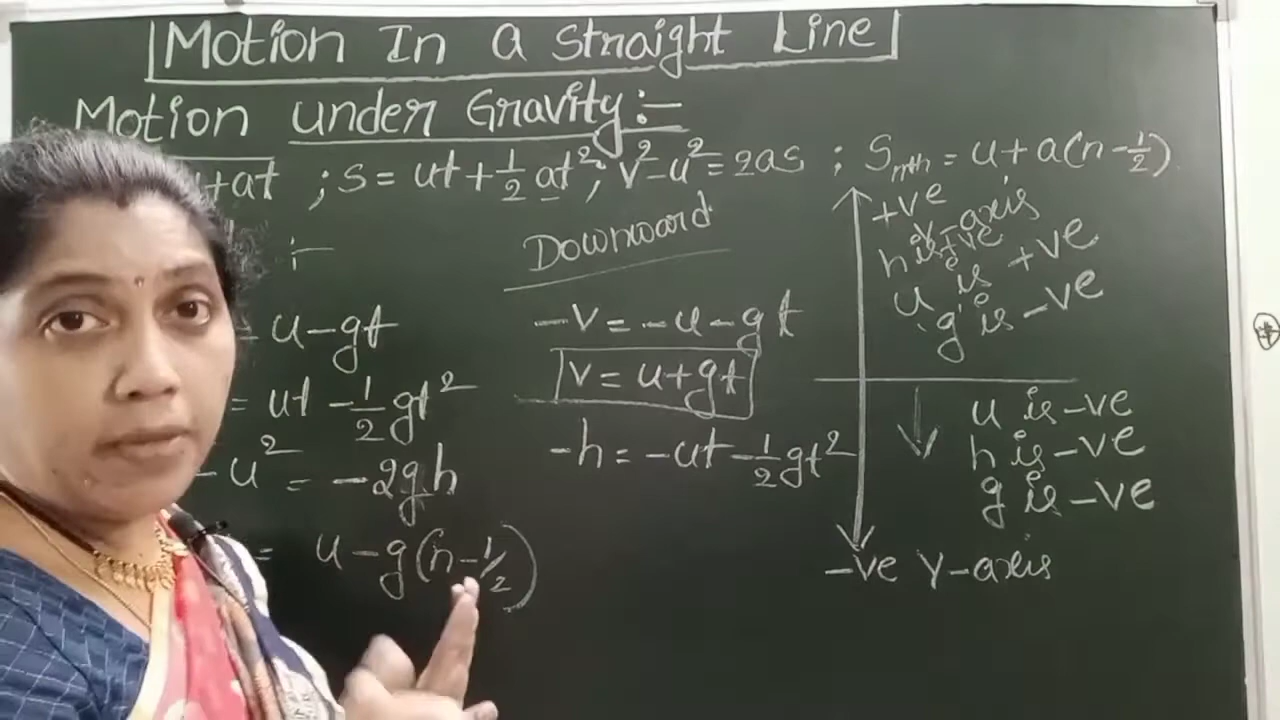 Motion In a Straight Line
Motion under Gravity:-
u+at ; S = ut + 1/2 at², v²-u² = 2as ; Snth = u+a(n-1/2)
:-
= u-gt
= ut - 1/2 gt²
-u² = -2gh
= u-g(n-1/2)
Downward
-v = -u-gt
v = u+gt
-h = -ut - 1/2 gt²
+ve
y-axis
h is +ve
u is +ve
g is -ve
u is -ve
h is -ve
g is -ve
-ve y-axis